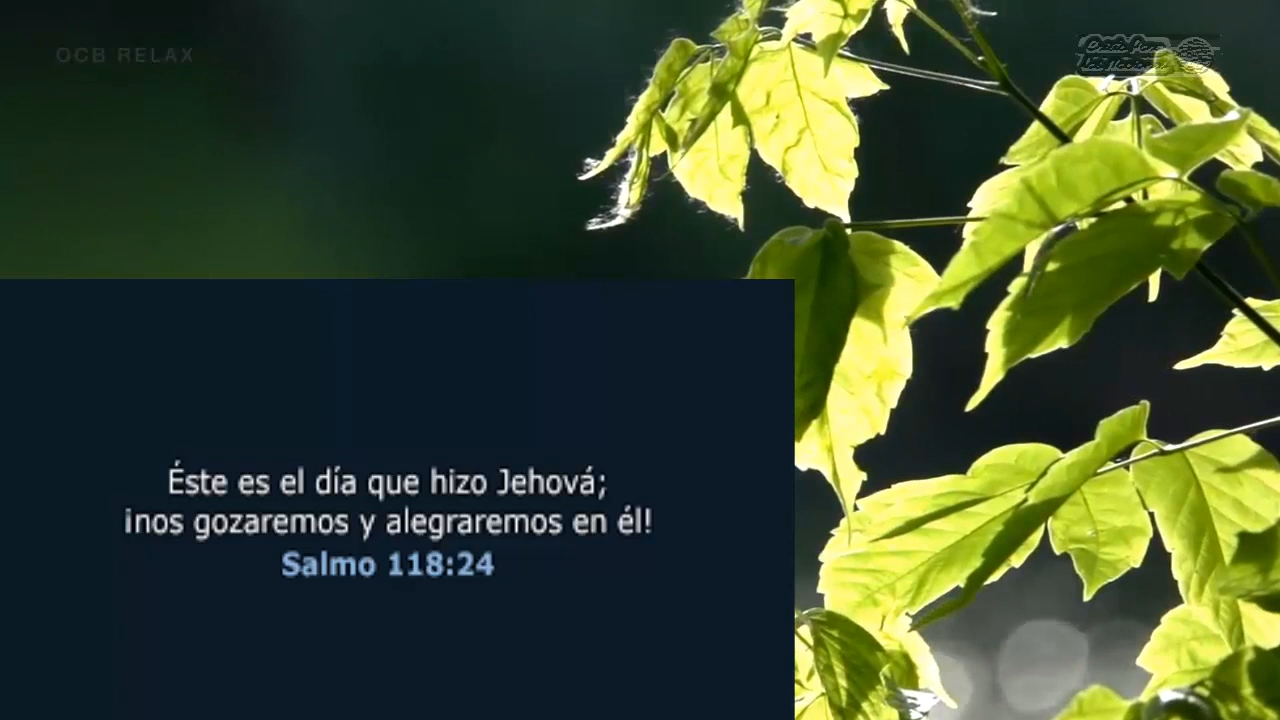 OCB RELAX
Éste es el día que hizo Jehová;
¡nos gozaremos y alegraremos en él!
Salmo 118:24